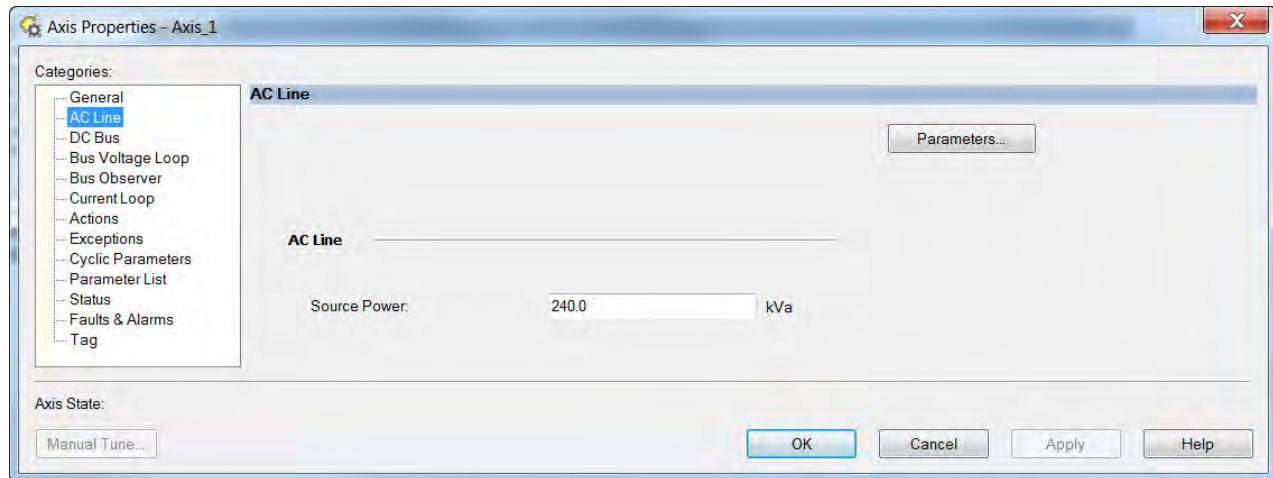 Axis Properties - Axis_1
X
Categories:
General
AC Line
DC Bus
Bus Voltage Loop
Bus Observer
Current Loop
Actions
Exceptions
Cyclic Parameters
Parameter List
Status
Faults & Alarms
Tag
AC Line
Parameters...
AC Line
Source Power: 240.0 kVa
Axis State:
Manual Tune... OK Cancel Apply Help